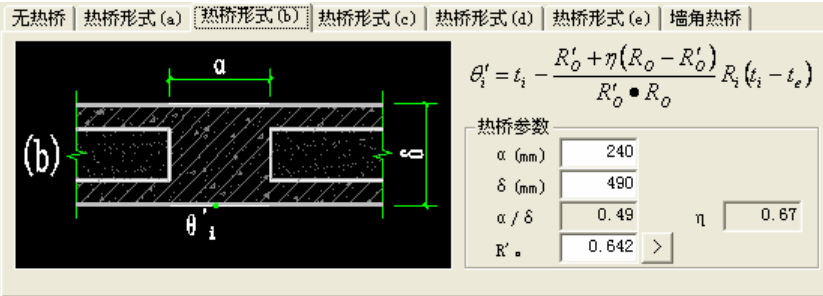 无热桥 热桥形式(a) 热桥形式(b) 热桥形式(c) 热桥形式(d) 热桥形式(e) 墙角热桥
α
(b)
δ
θ'i
θ′i = ti − R′O + η(RO − R′O) / R′O • RO Ri (ti − te)
热桥参数
α (mm) 240
δ (mm) 490
α / δ 0.49 η 0.67
R′o 0.642 >